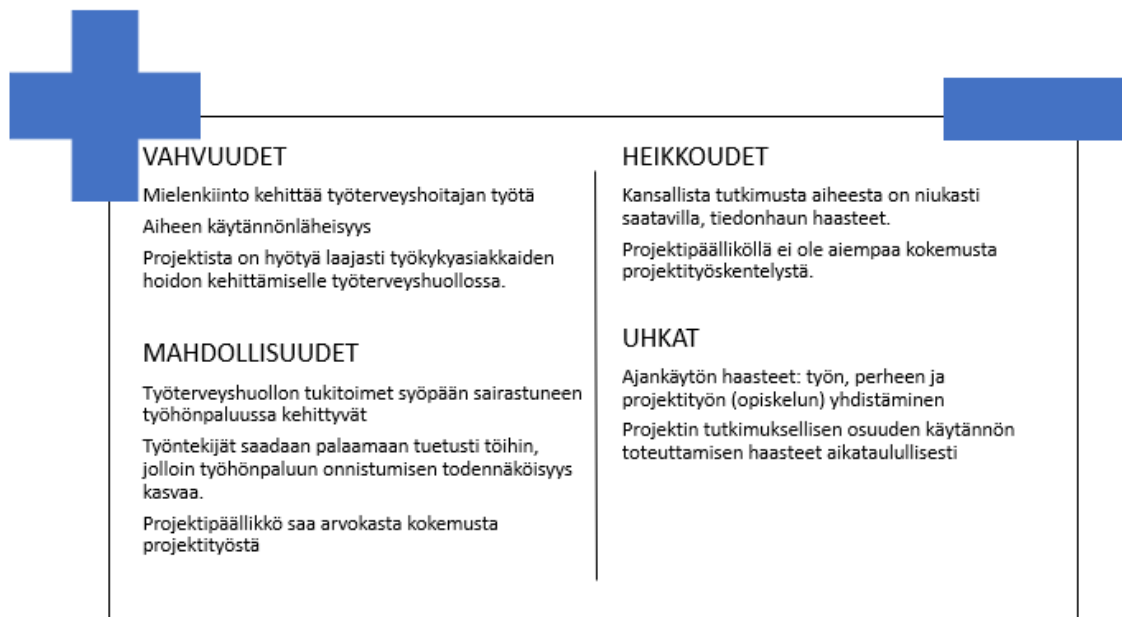 VAHVUUDET
Mielenkiinto kehittää työterveyshoitajan työtä
Aiheen käytännönläheisyys
Projektista on hyötyä laajasti työkykyasiakkaiden
hoidon kehittämiselle työterveyshuollossa.
MAHDOLLISUUDET
Työterveyshuollon tukitoimet syöpään sairastuneen
työhönpaluussa kehittyvät
Työntekijät saadaan palaamaan tuetusti töihin,
jolloin työhönpaluun onnistumisen todennäköisyys
kasvaa.
Projektipäällikkö saa arvokasta kokemusta
projektityöstä
HEIKKOUDET
Kansallista tutkimusta aiheesta on niukasti
saatavilla, tiedonhaun haasteet.
Projektipäälliköllä ei ole aiempaa kokemusta
projektityöskentelystä.
UHKAT
Ajankäytön haasteet: työn, perheen ja
projektityön (opiskelun) yhdistäminen
Projektin tutkimuksellisen osuuden käytännön
toteuttamisen haasteet aikataulullisesti